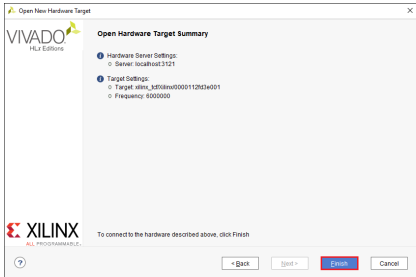 Open New Hardware Target
VIVADO
HLx Editions
Open Hardware Target Summary
Hardware Server Settings:
Server: localhost:3121
Target Settings:
Target: xilinx_tcf/Xilinx/0000112fd3e001
Frequency: 6000000
XILINX
ALL PROGRAMMABLE.
To connect to the hardware described above, click Finish
?
< Back
Next >
Finish
Cancel